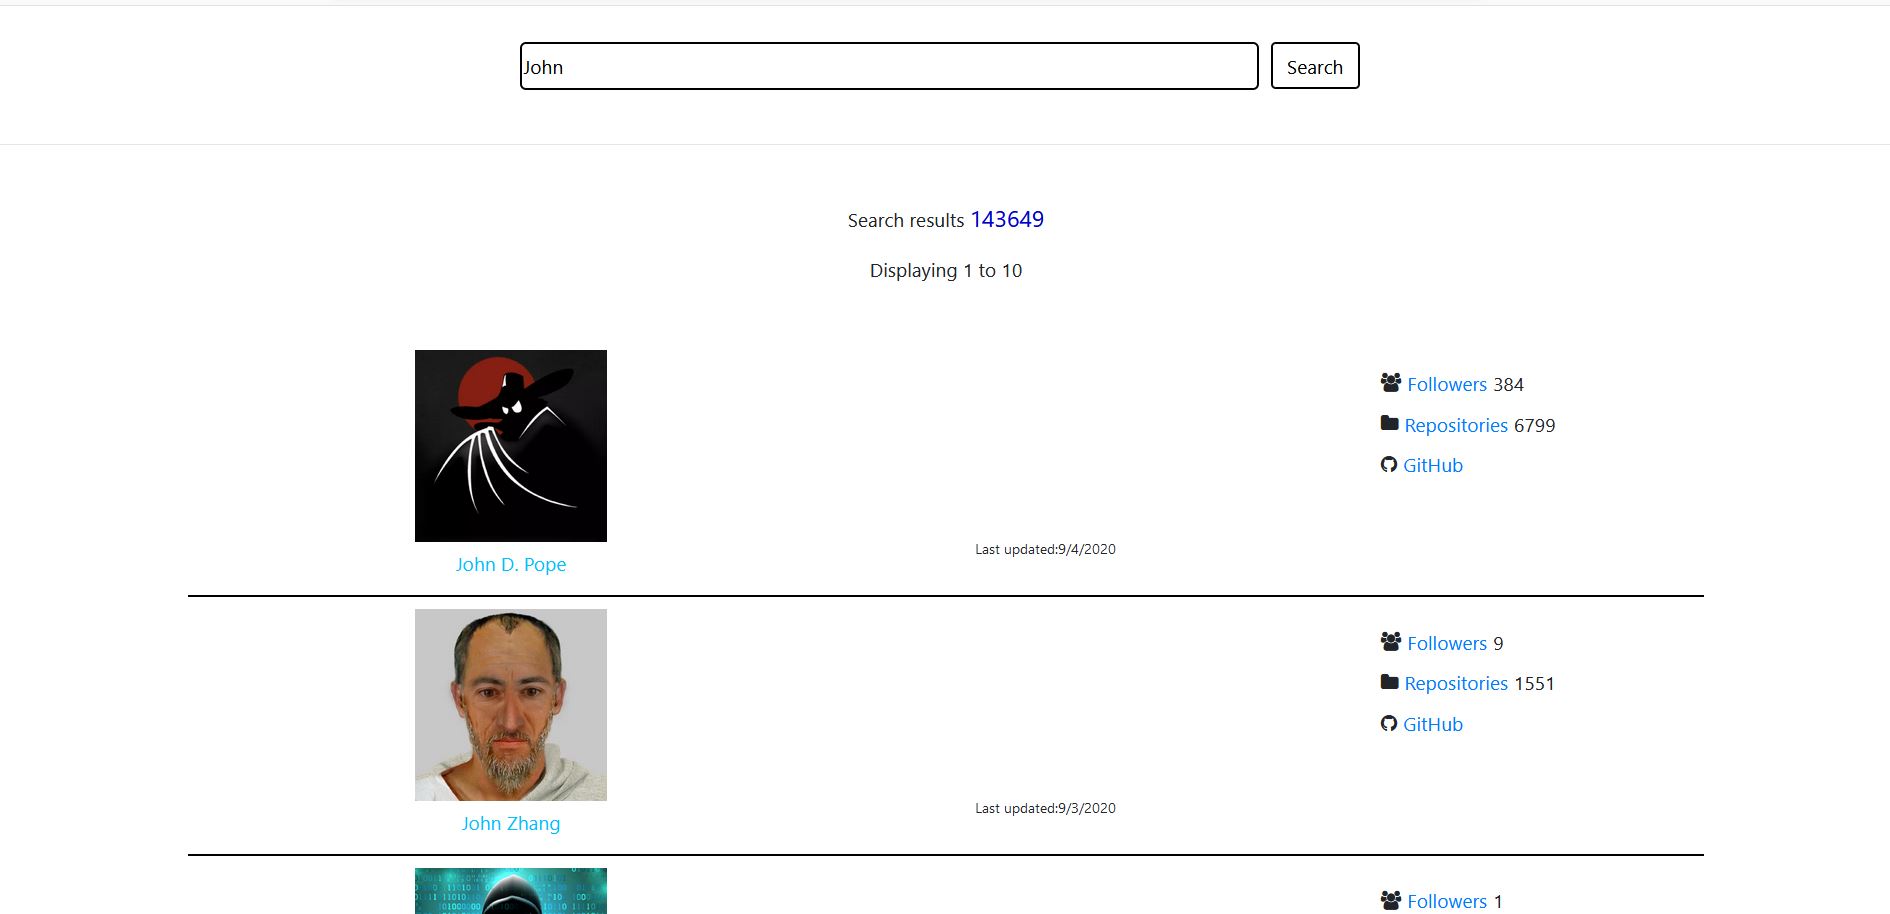 John
Search
Search results 143649
Displaying 1 to 10
Followers 384
Repositories 6799
GitHub
Last updated:9/4/2020
John D. Pope
Followers 9
Repositories 1551
GitHub
Last updated:9/3/2020
John Zhang
Followers 1